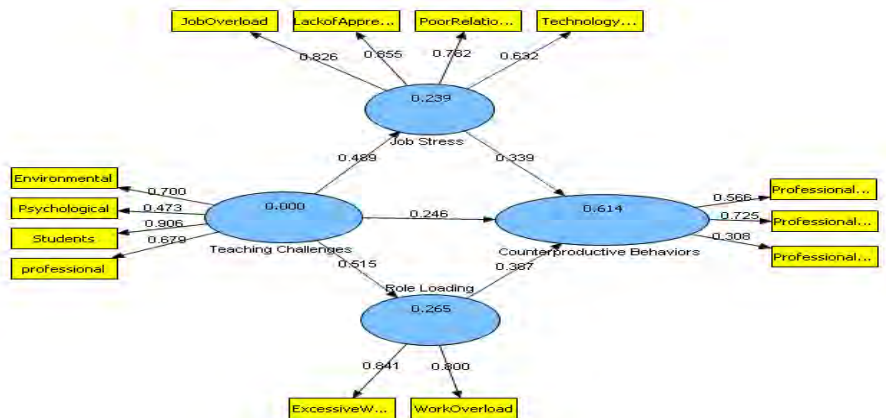 JobOverload
LackofAppre...
PoorRelatio...
Technology...
0.826
0.855
0.762
0.632
0.239
Job Stress
0.489
0.339
Environmental
Psychological
Students
professional
0.700
0.473
0.906
0.679
0.000
Teaching Challenges
0.246
0.614
Counterproductive Behaviors
0.566
0.725
0.308
Professional...
Professional...
Professional...
0.515
Role Loading
0.387
0.265
0.841
0.800
ExcessiveW...
WorkOverload